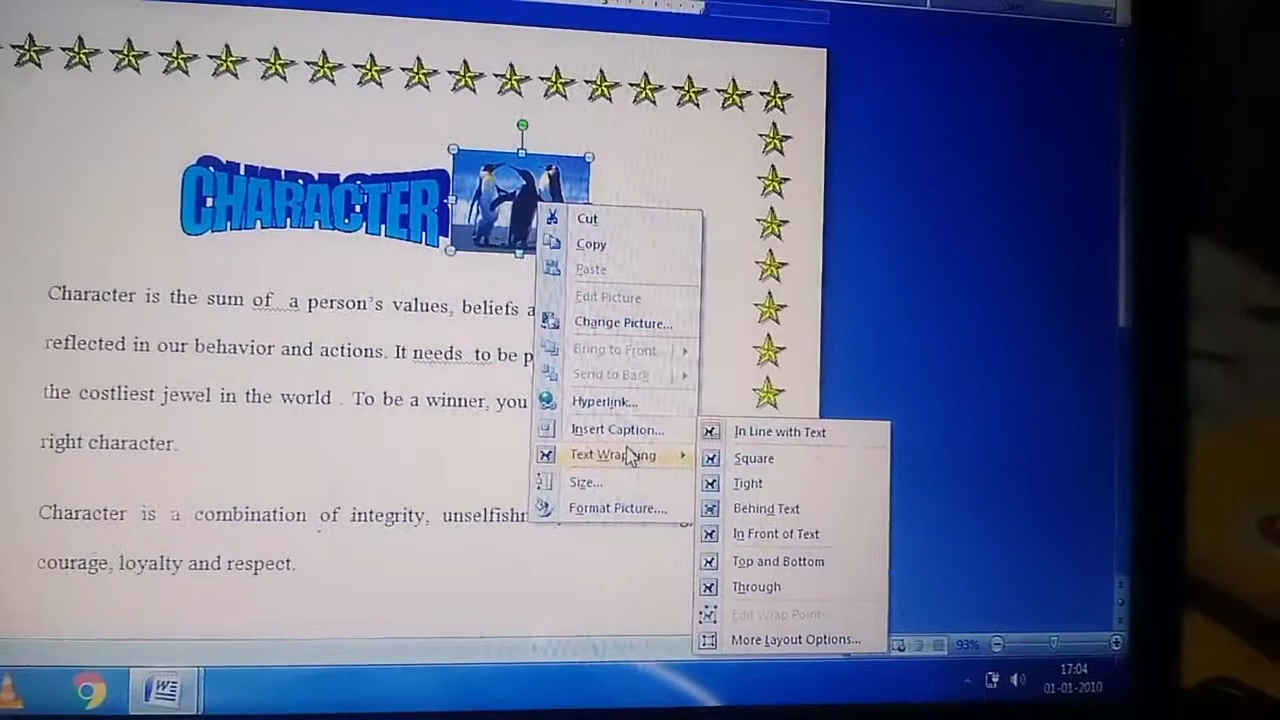 CHARACTER
Character is the sum of a person's values, beliefs
reflected in our behavior and actions. It needs to be
the costliest jewel in the world . To be a winner, you
right character.
Character is a combination of integrity, unselfishn
courage, loyalty and respect.
Cut
Copy
Paste
Edit Picture
Change Picture...
Bring to Front
Send to Back
Hyperlink...
Insert Caption...
Text Wrapping
Size...
Format Picture...
In Line with Text
Square
Tight
Behind Text
In Front of Text
Top and Bottom
Through
Edit Wrap Points
More Layout Options...
93%
17:04
01-01-2010